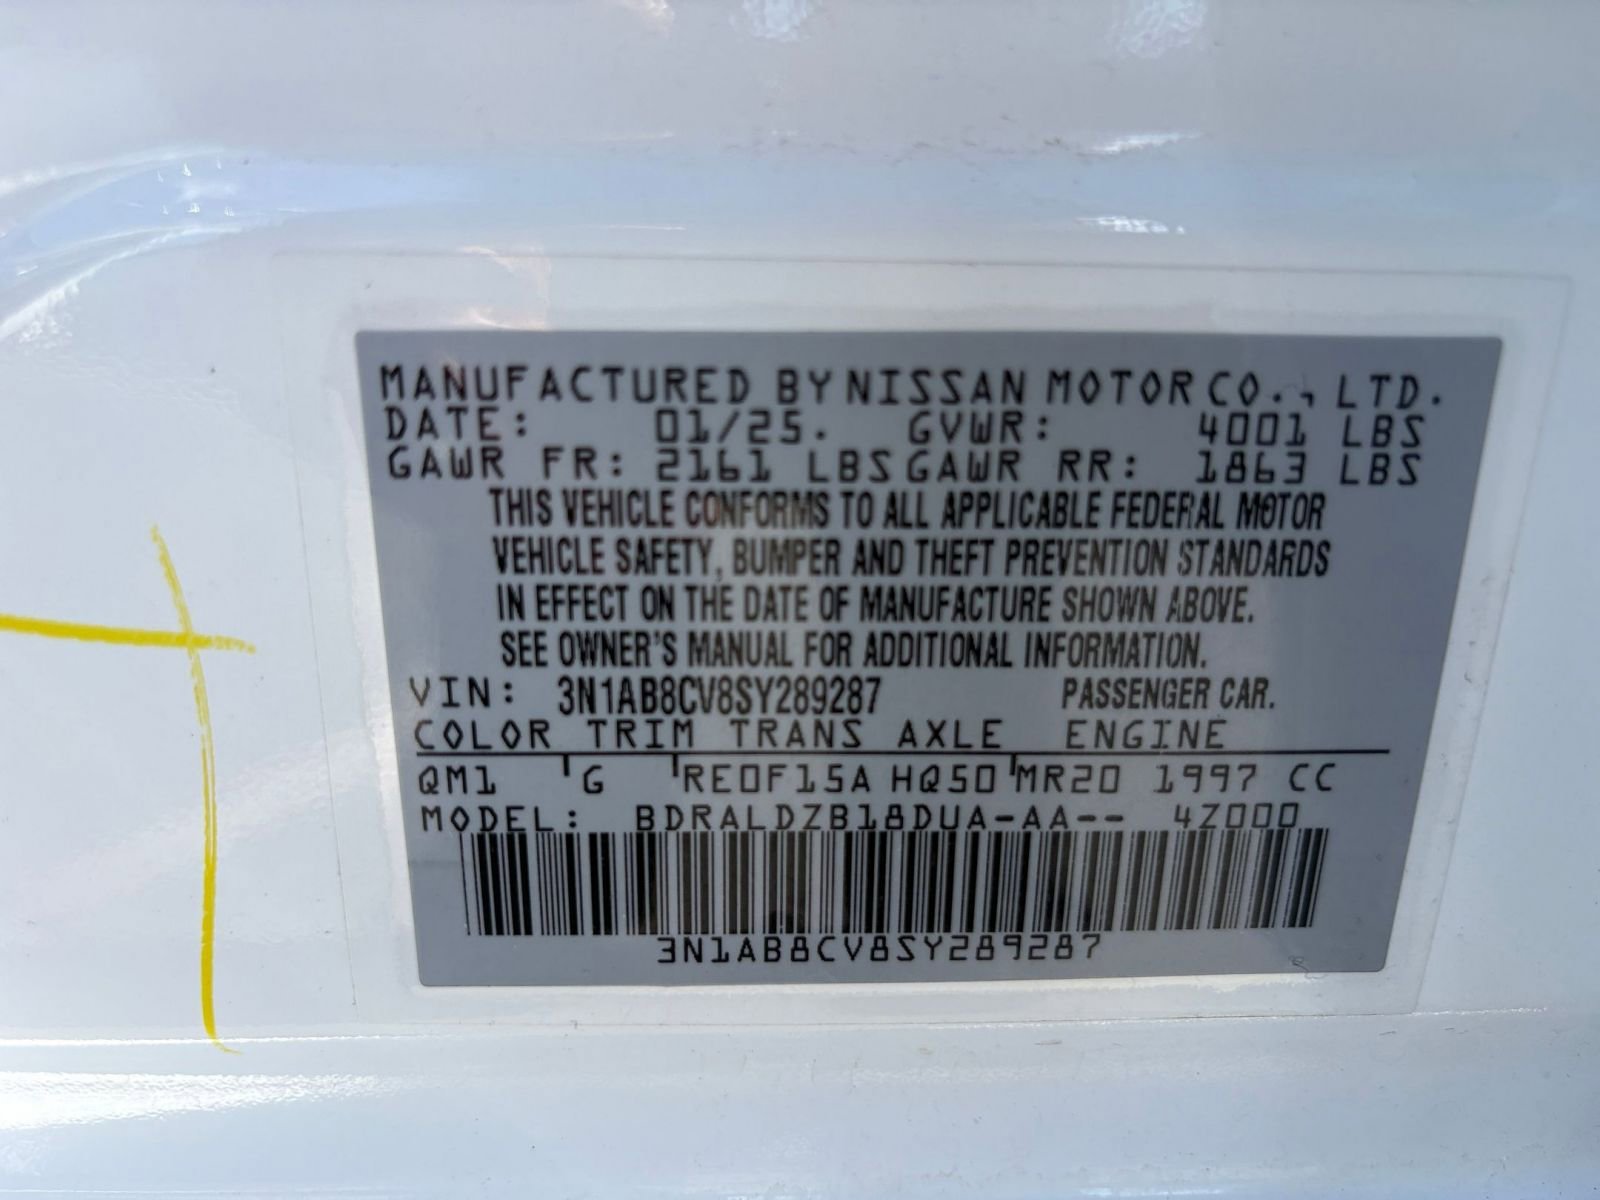 MANUFACTURED BY NISSAN MOTOR CO., LTD.
DATE: 01/25. GVWR: 4001 LBS
GAWR FR: 2161 LBS GAWR RR: 1863 LBS
THIS VEHICLE CONFORMS TO ALL APPLICABLE FEDERAL MOTOR
VEHICLE SAFETY, BUMPER AND THEFT PREVENTION STANDARDS
IN EFFECT ON THE DATE OF MANUFACTURE SHOWN ABOVE.
SEE OWNER'S MANUAL FOR ADDITIONAL INFORMATION.
VIN: 3N1AB8CV8SY289287 PASSENGER CAR.
COLOR TRIM TRANS AXLE ENGINE
QM1 G RE0F15A HQ50 MR20 1997 CC
MODEL: BDRALDZB18DUA-AA-- 4Z000
3N1AB8CV8SY289287